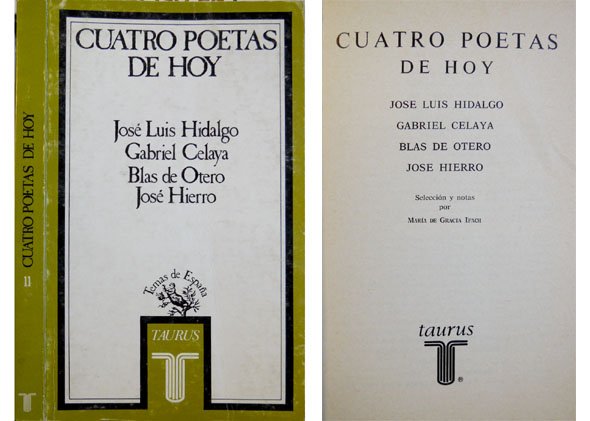 CUATRO POETAS DE HOY
11
CUATRO POETAS
DE HOY
José Luis Hidalgo
Gabriel Celaya
Blas de Otero
José Hierro
Temas de España
TAURUS
CUATRO POETAS
DE HOY
JOSE LUIS HIDALGO
GABRIEL CELAYA
BLAS DE OTERO
JOSE HIERRO
Selección y notas
por
MARÍA DE GRACIA IFACH
taurus
®